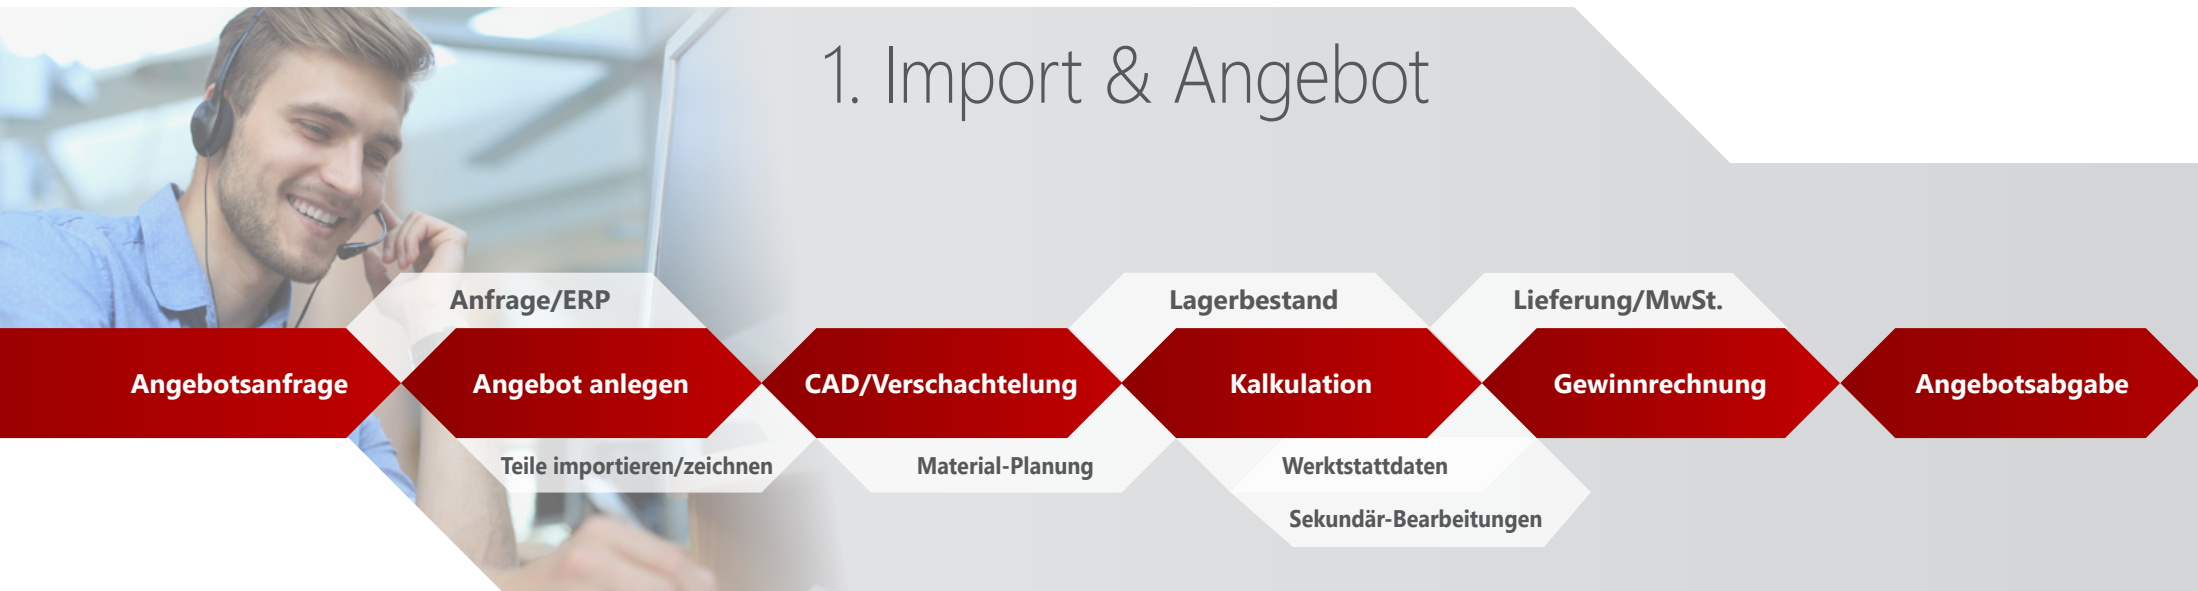 1. Import & Angebot
Anfrage/ERP
Lagerbestand
Lieferung/MwSt.
Angebotsanfrage
Angebot anlegen
CAD/Verschachtelung
Kalkulation
Gewinnrechnung
Angebotsabgabe
Teile importieren/zeichnen
Material-Planung
Werktstattdaten
Sekundär-Bearbeitungen